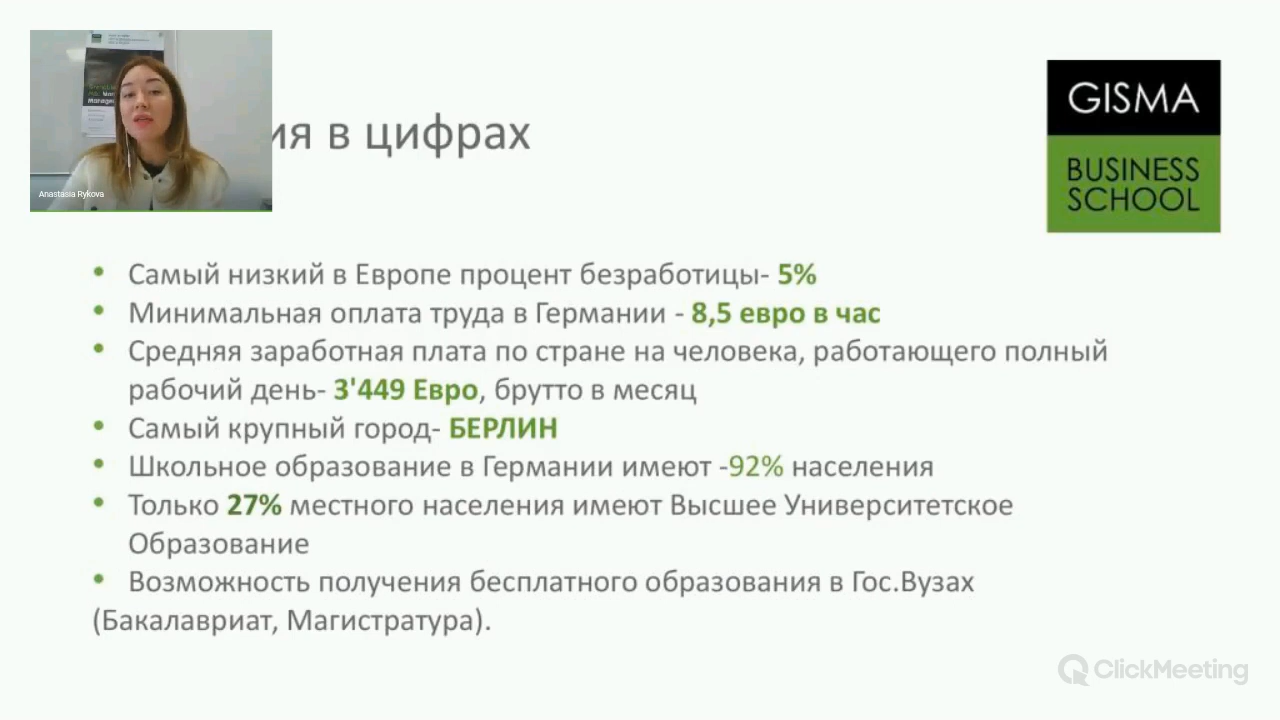 Anastasia Rykova
ия в цифрах
GISMA
BUSINESS
SCHOOL
• Самый низкий в Европе процент безработицы- 5%
• Минимальная оплата труда в Германии - 8,5 евро в час
• Средняя заработная плата по стране на человека, работающего полный
рабочий день- 3'449 Евро, брутто в месяц
• Самый крупный город- БЕРЛИН
• Школьное образование в Германии имеют -92% населения
• Только 27% местного населения имеют Высшее Университетское
Образование
• Возможность получения бесплатного образования в Гос.Вузах
(Бакалавриат, Магистратура).
ClickMeeting